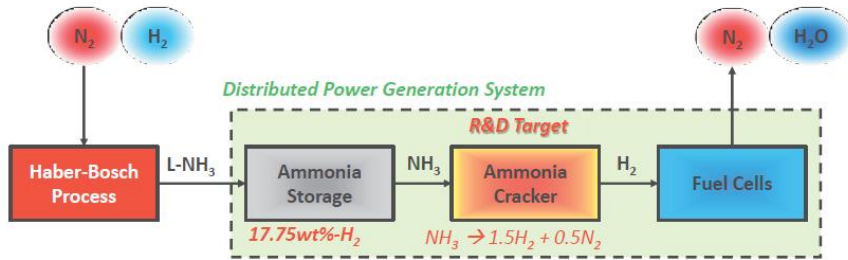 N₂
H₂
N₂
H₂O
Distributed Power Generation System
R&D Target
Haber-Bosch
Process
L-NH₃
Ammonia
Storage
NH₃
Ammonia
Cracker
H₂
Fuel Cells
17.75wt%-H₂
NH₃ → 1.5H₂ + 0.5N₂